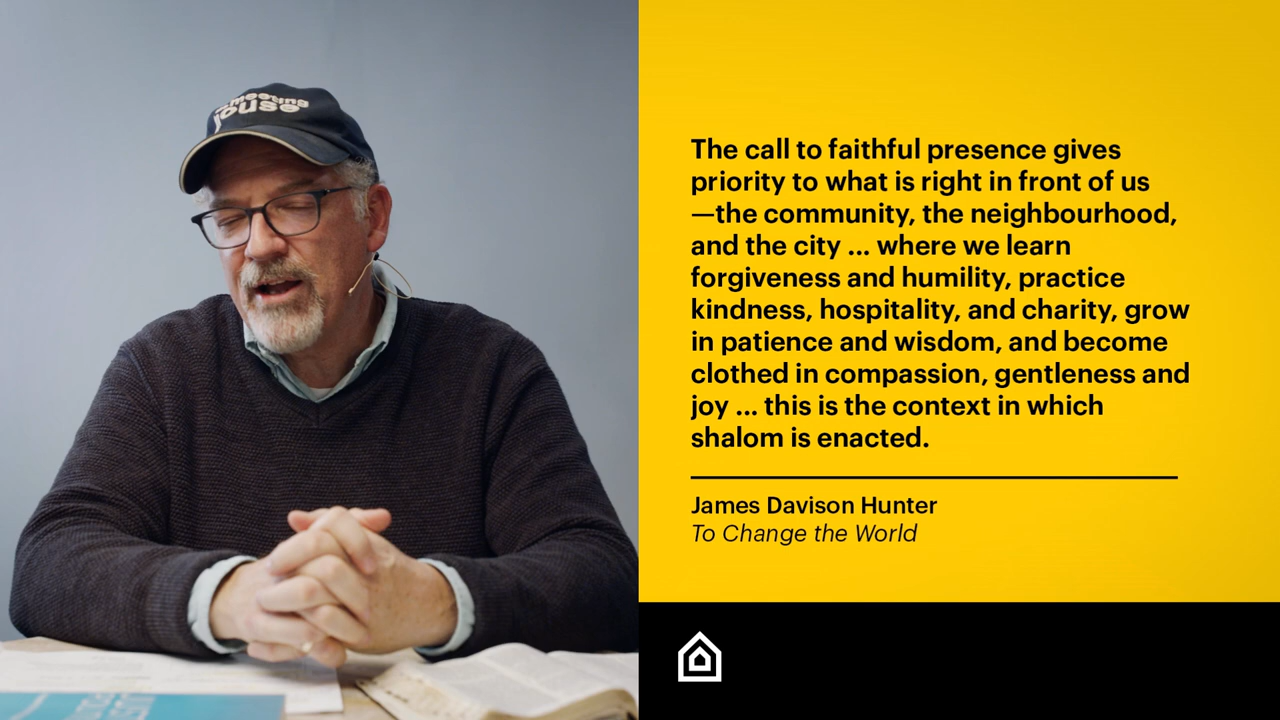 meeting
house
The call to faithful presence gives
priority to what is right in front of us
—the community, the neighbourhood,
and the city ... where we learn
forgiveness and humility, practice
kindness, hospitality, and charity, grow
in patience and wisdom, and become
clothed in compassion, gentleness and
joy ... this is the context in which
shalom is enacted.
James Davison Hunter
To Change the World